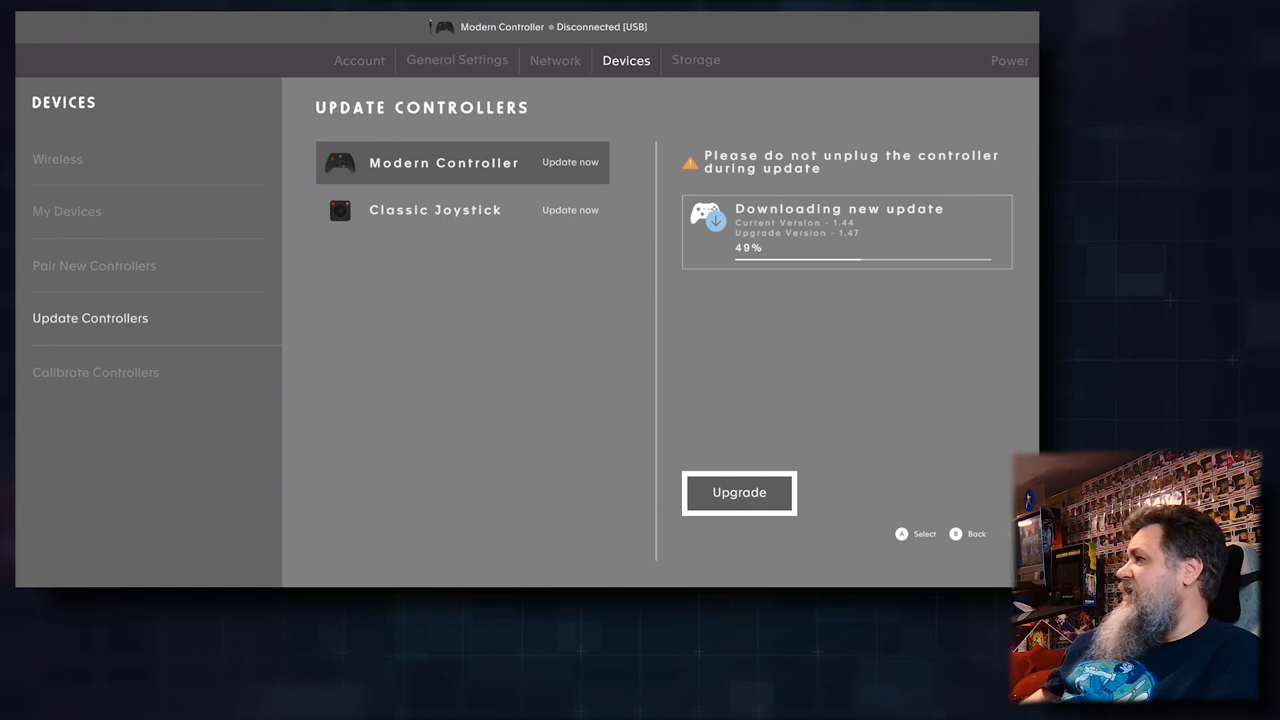 Modern Controller Disconnected [USB]
Account General Settings Network Devices Storage Power
DEVICES
Wireless
My Devices
Pair New Controllers
Update Controllers
Calibrate Controllers
UPDATE CONTROLLERS
Modern Controller Update now
Classic Joystick Update now
! Please do not unplug the controller
during update
Downloading new update
Current Version - 1.44
Upgrade Version - 1.47
49%
Upgrade
A Select B Back